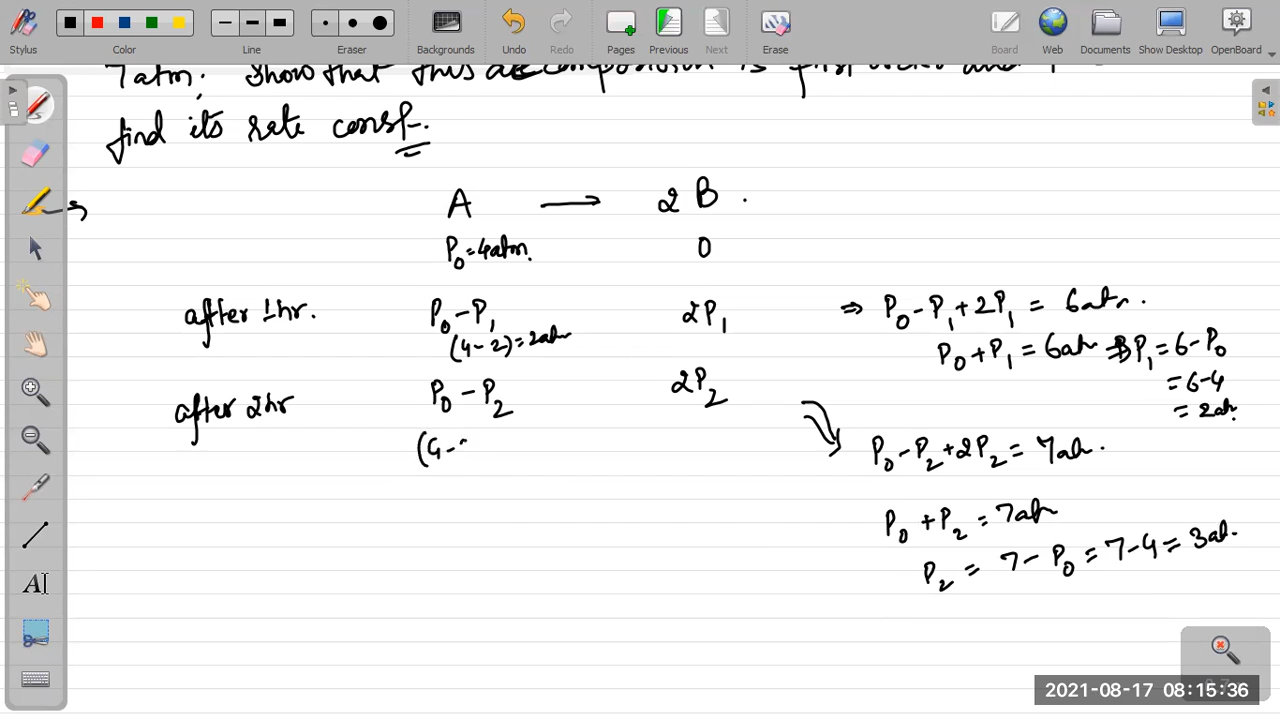 Stylus Color Line Eraser Backgrounds Undo Redo Pages Previous Next Erase Board Web Documents Show Desktop OpenBoard
7atm. Show that this decomposition is first order and
find its rate const.
A → 2 B .
P₀=4atm. 0
after 1hr. P₀-P₁ 2P₁ ⇒ P₀-P₁+2P₁ = 6atm.
(4-2)=2atm P₀+P₁ = 6atm ⇒ P₁ = 6-P₀
= 6-4
= 2atm.
after 2hr P₀-P₂ 2P₂
(4- P₀-P₂+2P₂ = 7atm.
P₀+P₂ = 7atm
P₂ = 7-P₀ = 7-4 = 3atm.
2021-08-17 08:15:36